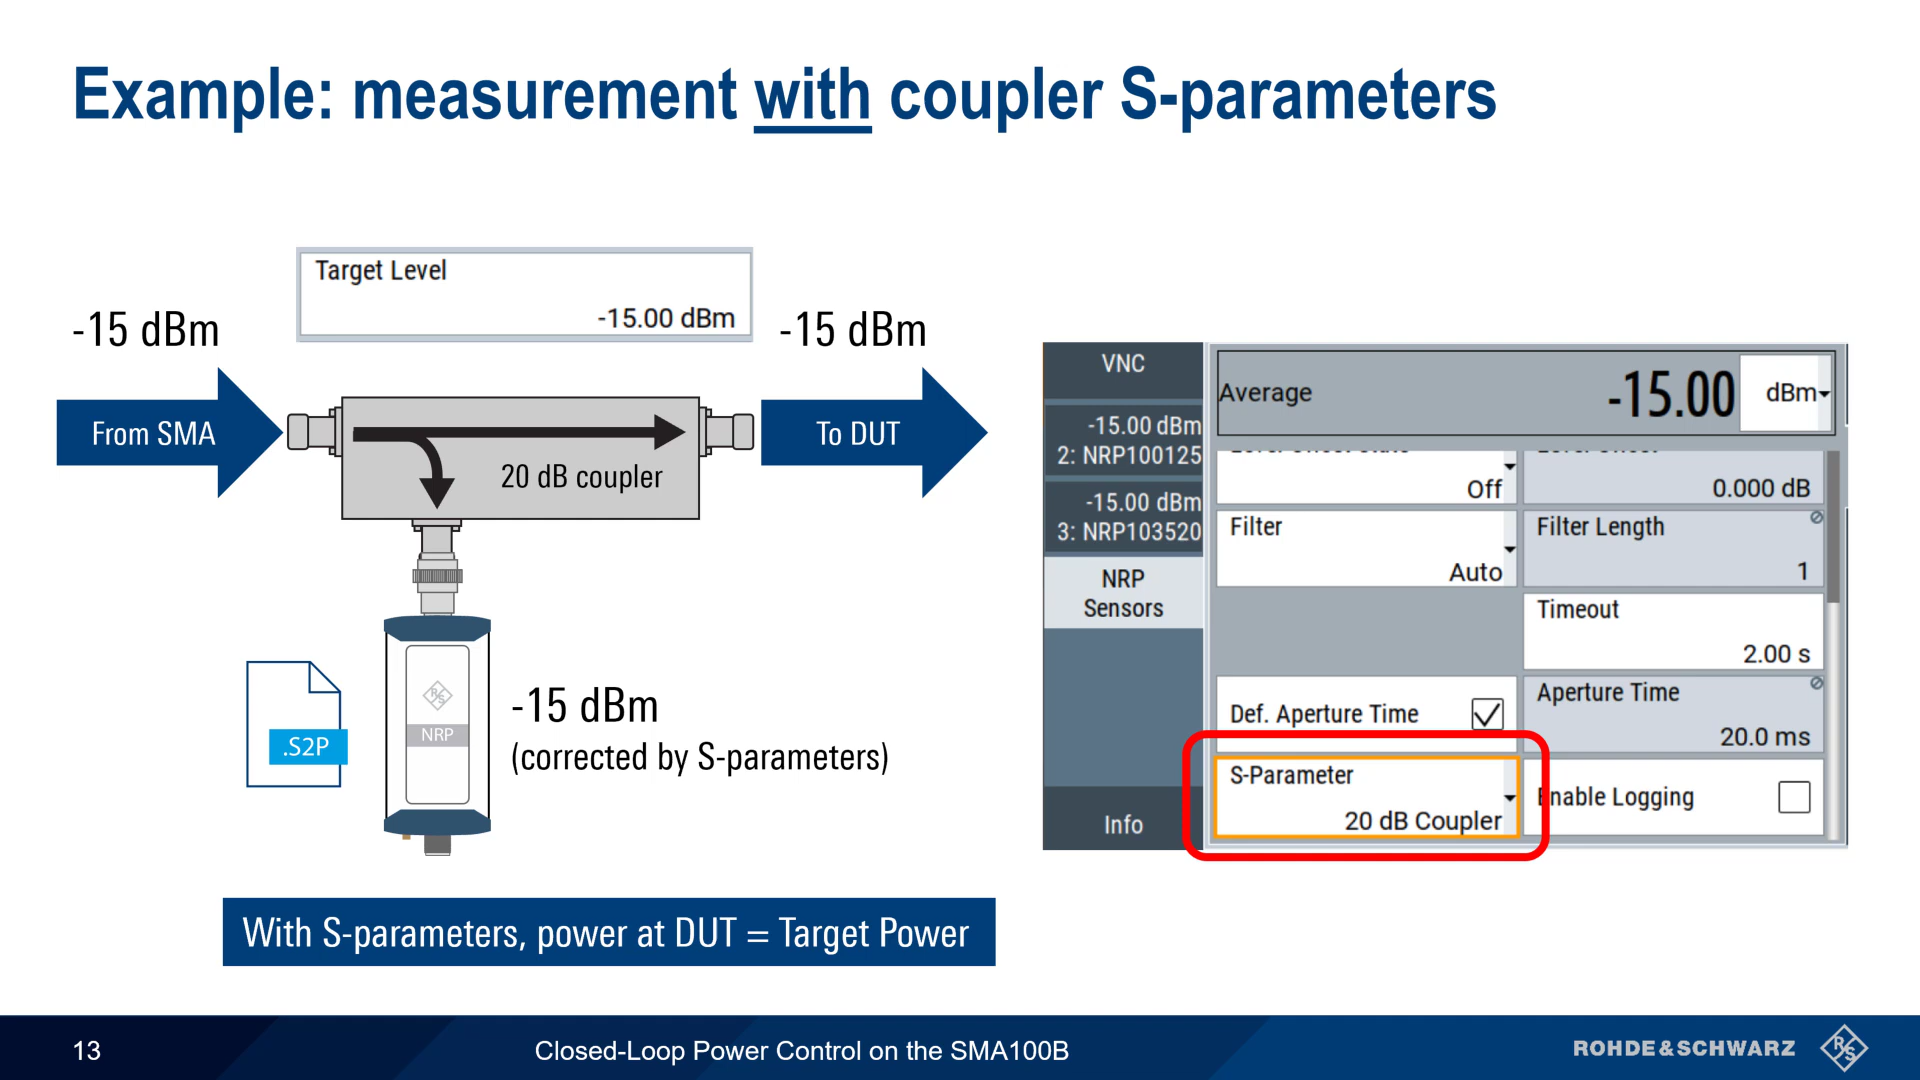 Example: measurement with coupler S-parameters
Target Level
-15.00 dBm
-15 dBm
-15 dBm
From SMA
To DUT
20 dB coupler
.S2P
NRP
-15 dBm
(corrected by S-parameters)
With S-parameters, power at DUT = Target Power
VNC
-15.00 dBm
2: NRP100125
-15.00 dBm
3: NRP103520
NRP
Sensors
Info
Average
-15.00
dBm
Off
0.000 dB
Filter
Auto
Filter Length
1
Timeout
2.00 s
Def. Aperture Time
Aperture Time
20.0 ms
S-Parameter
20 dB Coupler
Enable Logging
13
Closed-Loop Power Control on the SMA100B
ROHDE&SCHWARZ
R&S